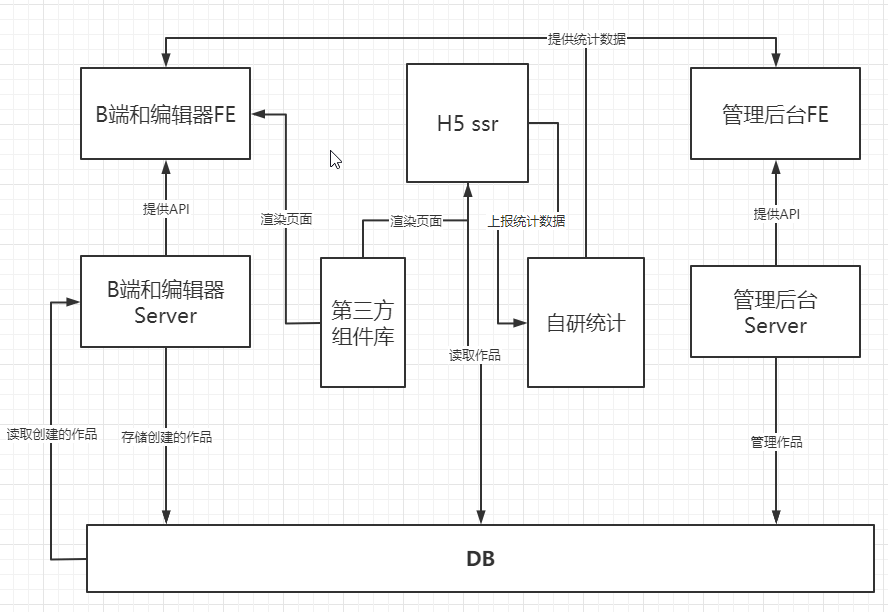 提供统计数据
B端和编辑器FE
H5 ssr
管理后台FE
提供API
渲染页面
渲染页面
上报统计数据
提供API
B端和编辑器
Server
第三方
组件库
自研统计
管理后台
Server
读取作品
读取创建的作品
存储创建的作品
管理作品
DB